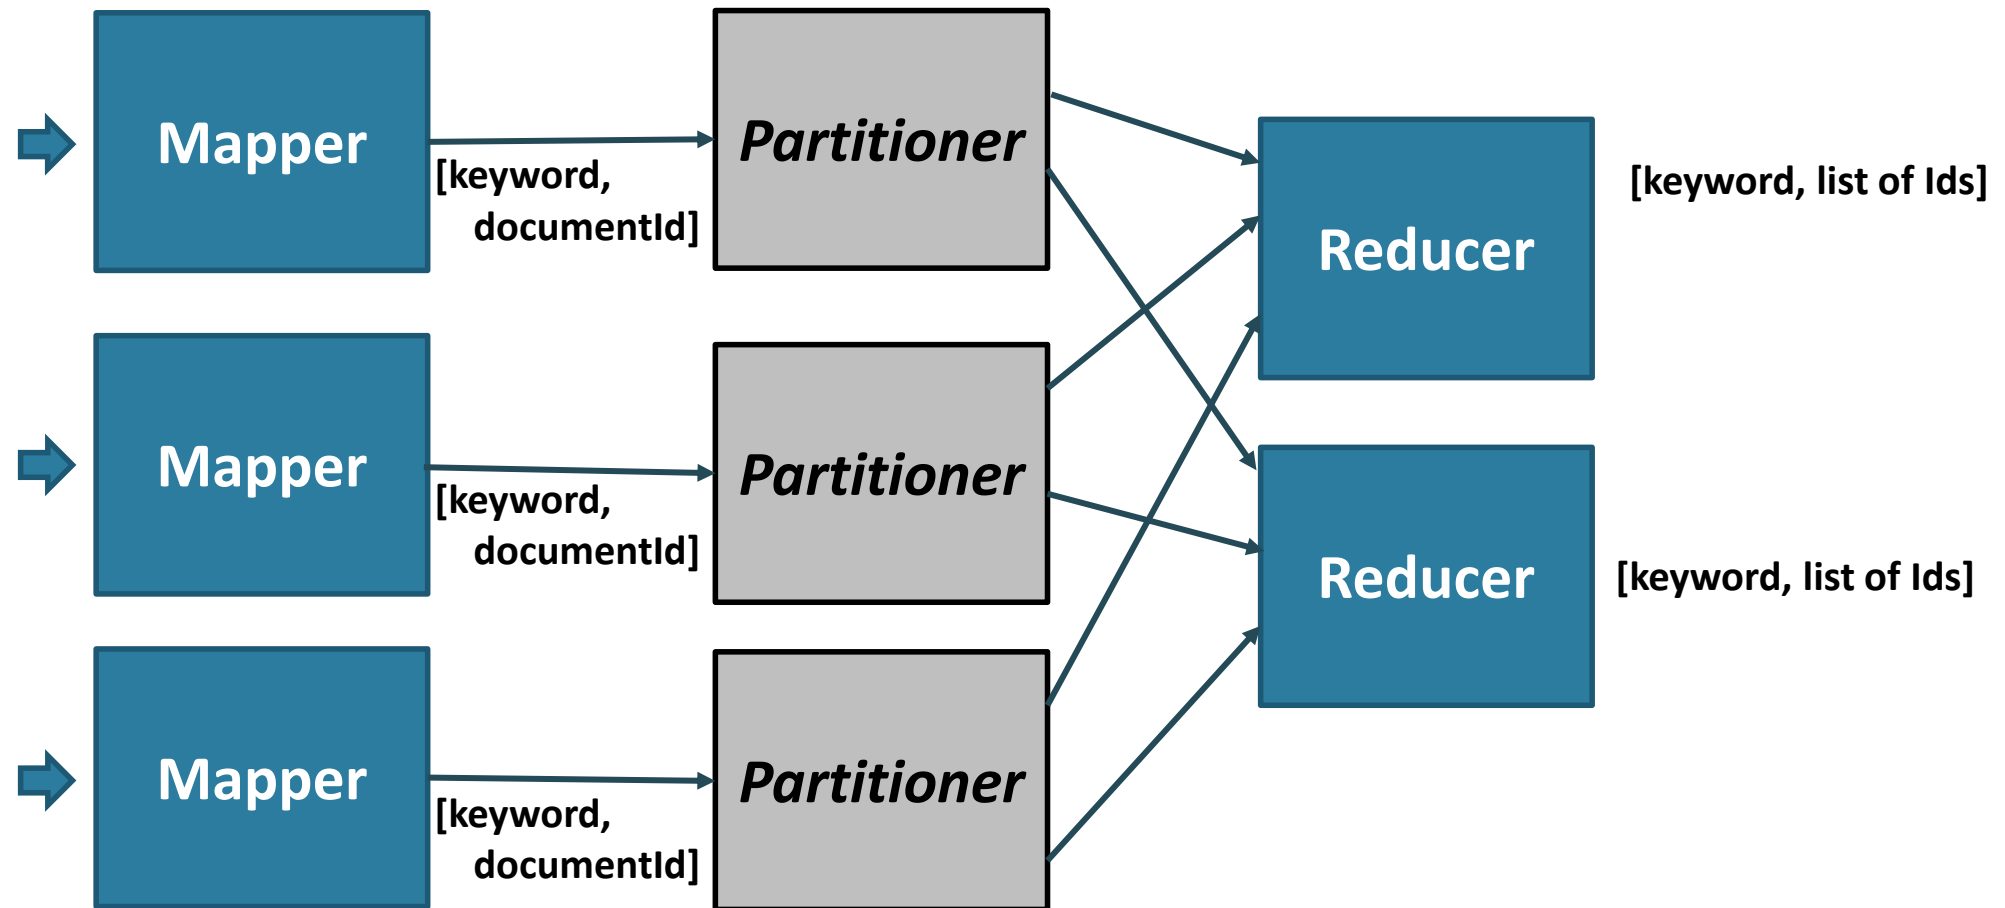 Mapper
[keyword,
documentId]
Partitioner
Reducer
[keyword, list of Ids]
Mapper
[keyword,
documentId]
Partitioner
Reducer
[keyword, list of Ids]
Mapper
[keyword,
documentId]
Partitioner